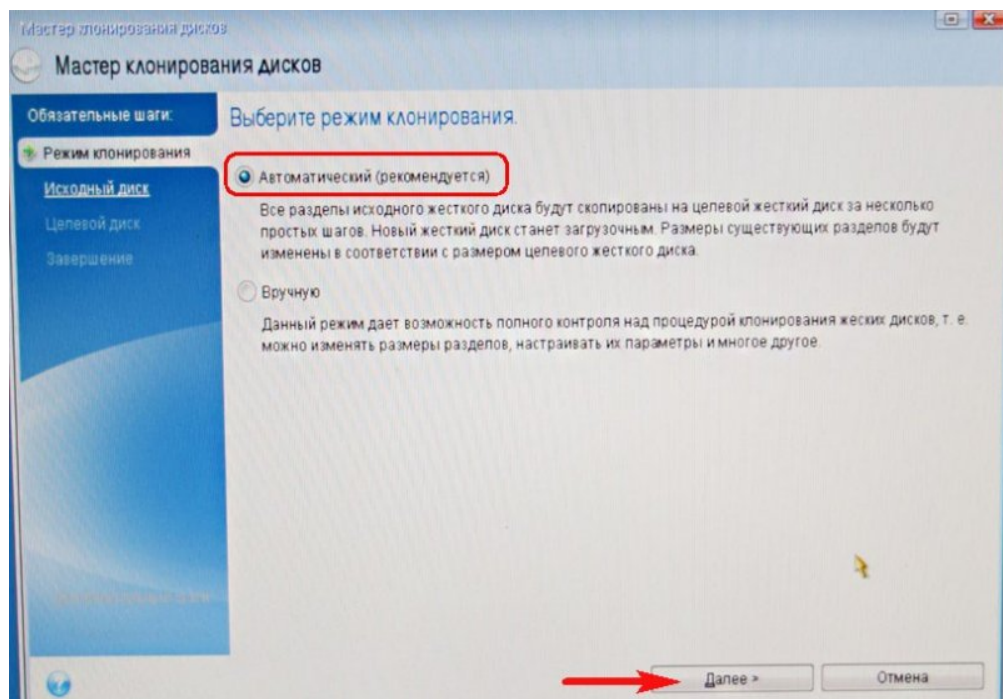 Мастер клонирования дисков
Мастер клонирования дисков
Обязательные шаги:
Режим клонирования
Исходный диск
Целевой диск
Завершение
Выберите режим клонирования.
Автоматический (рекомендуется)
Все разделы исходного жесткого диска будут скопированы на целевой жесткий диск за несколько
простых шагов. Новый жесткий диск станет загрузочным. Размеры существующих разделов будут
изменены в соответствии с размером целевого жесткого диска.
Вручную
Данный режим дает возможность полного контроля над процедурой клонирования жеских дисков, т. е.
можно изменять размеры разделов, настраивать их параметры и многое другое.
Далее >
Отмена